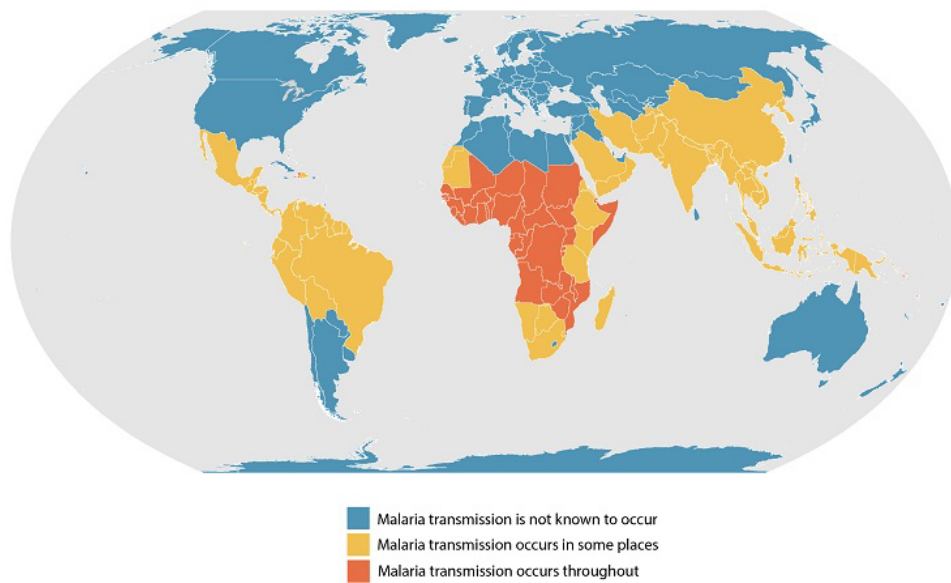 Malaria transmission is not known to occur
Malaria transmission occurs in some places
Malaria transmission occurs throughout